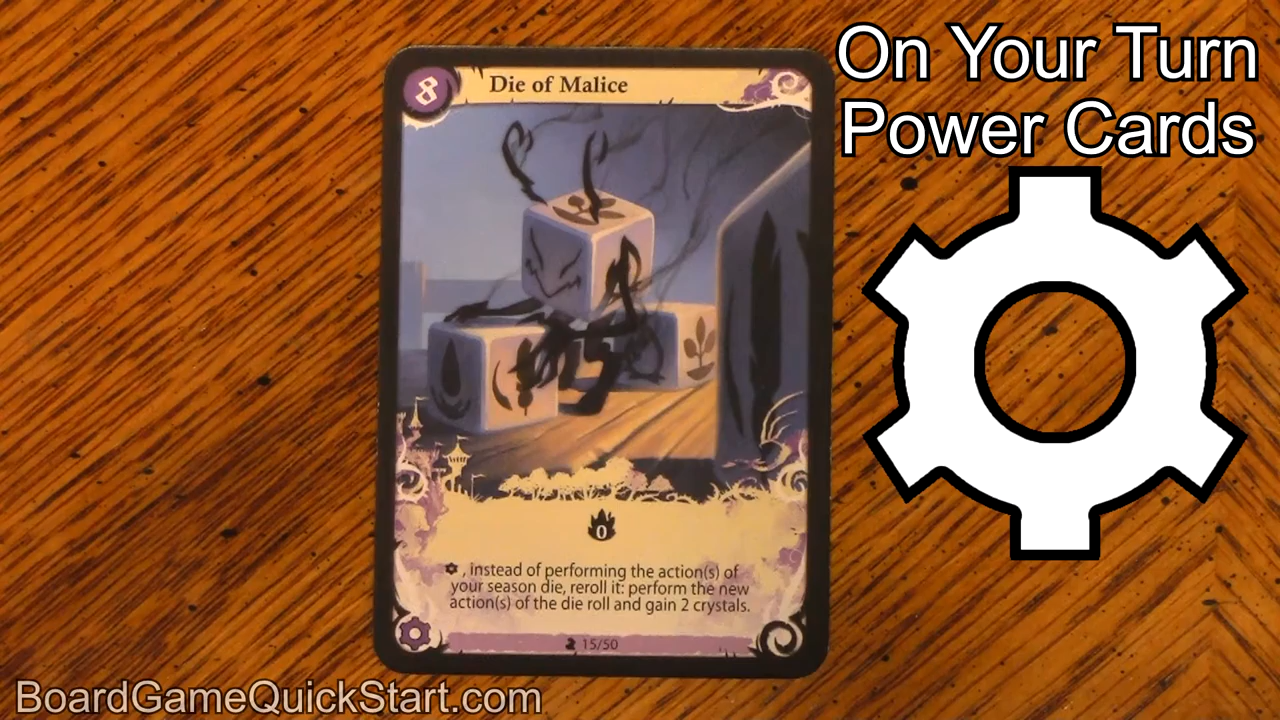 On Your Turn
Power Cards
8
Die of Malice
0
, instead of performing the action(s) of
your season die, reroll it: perform the new
action(s) of the die roll and gain 2 crystals.
15/50
BoardGameQuickStart.com